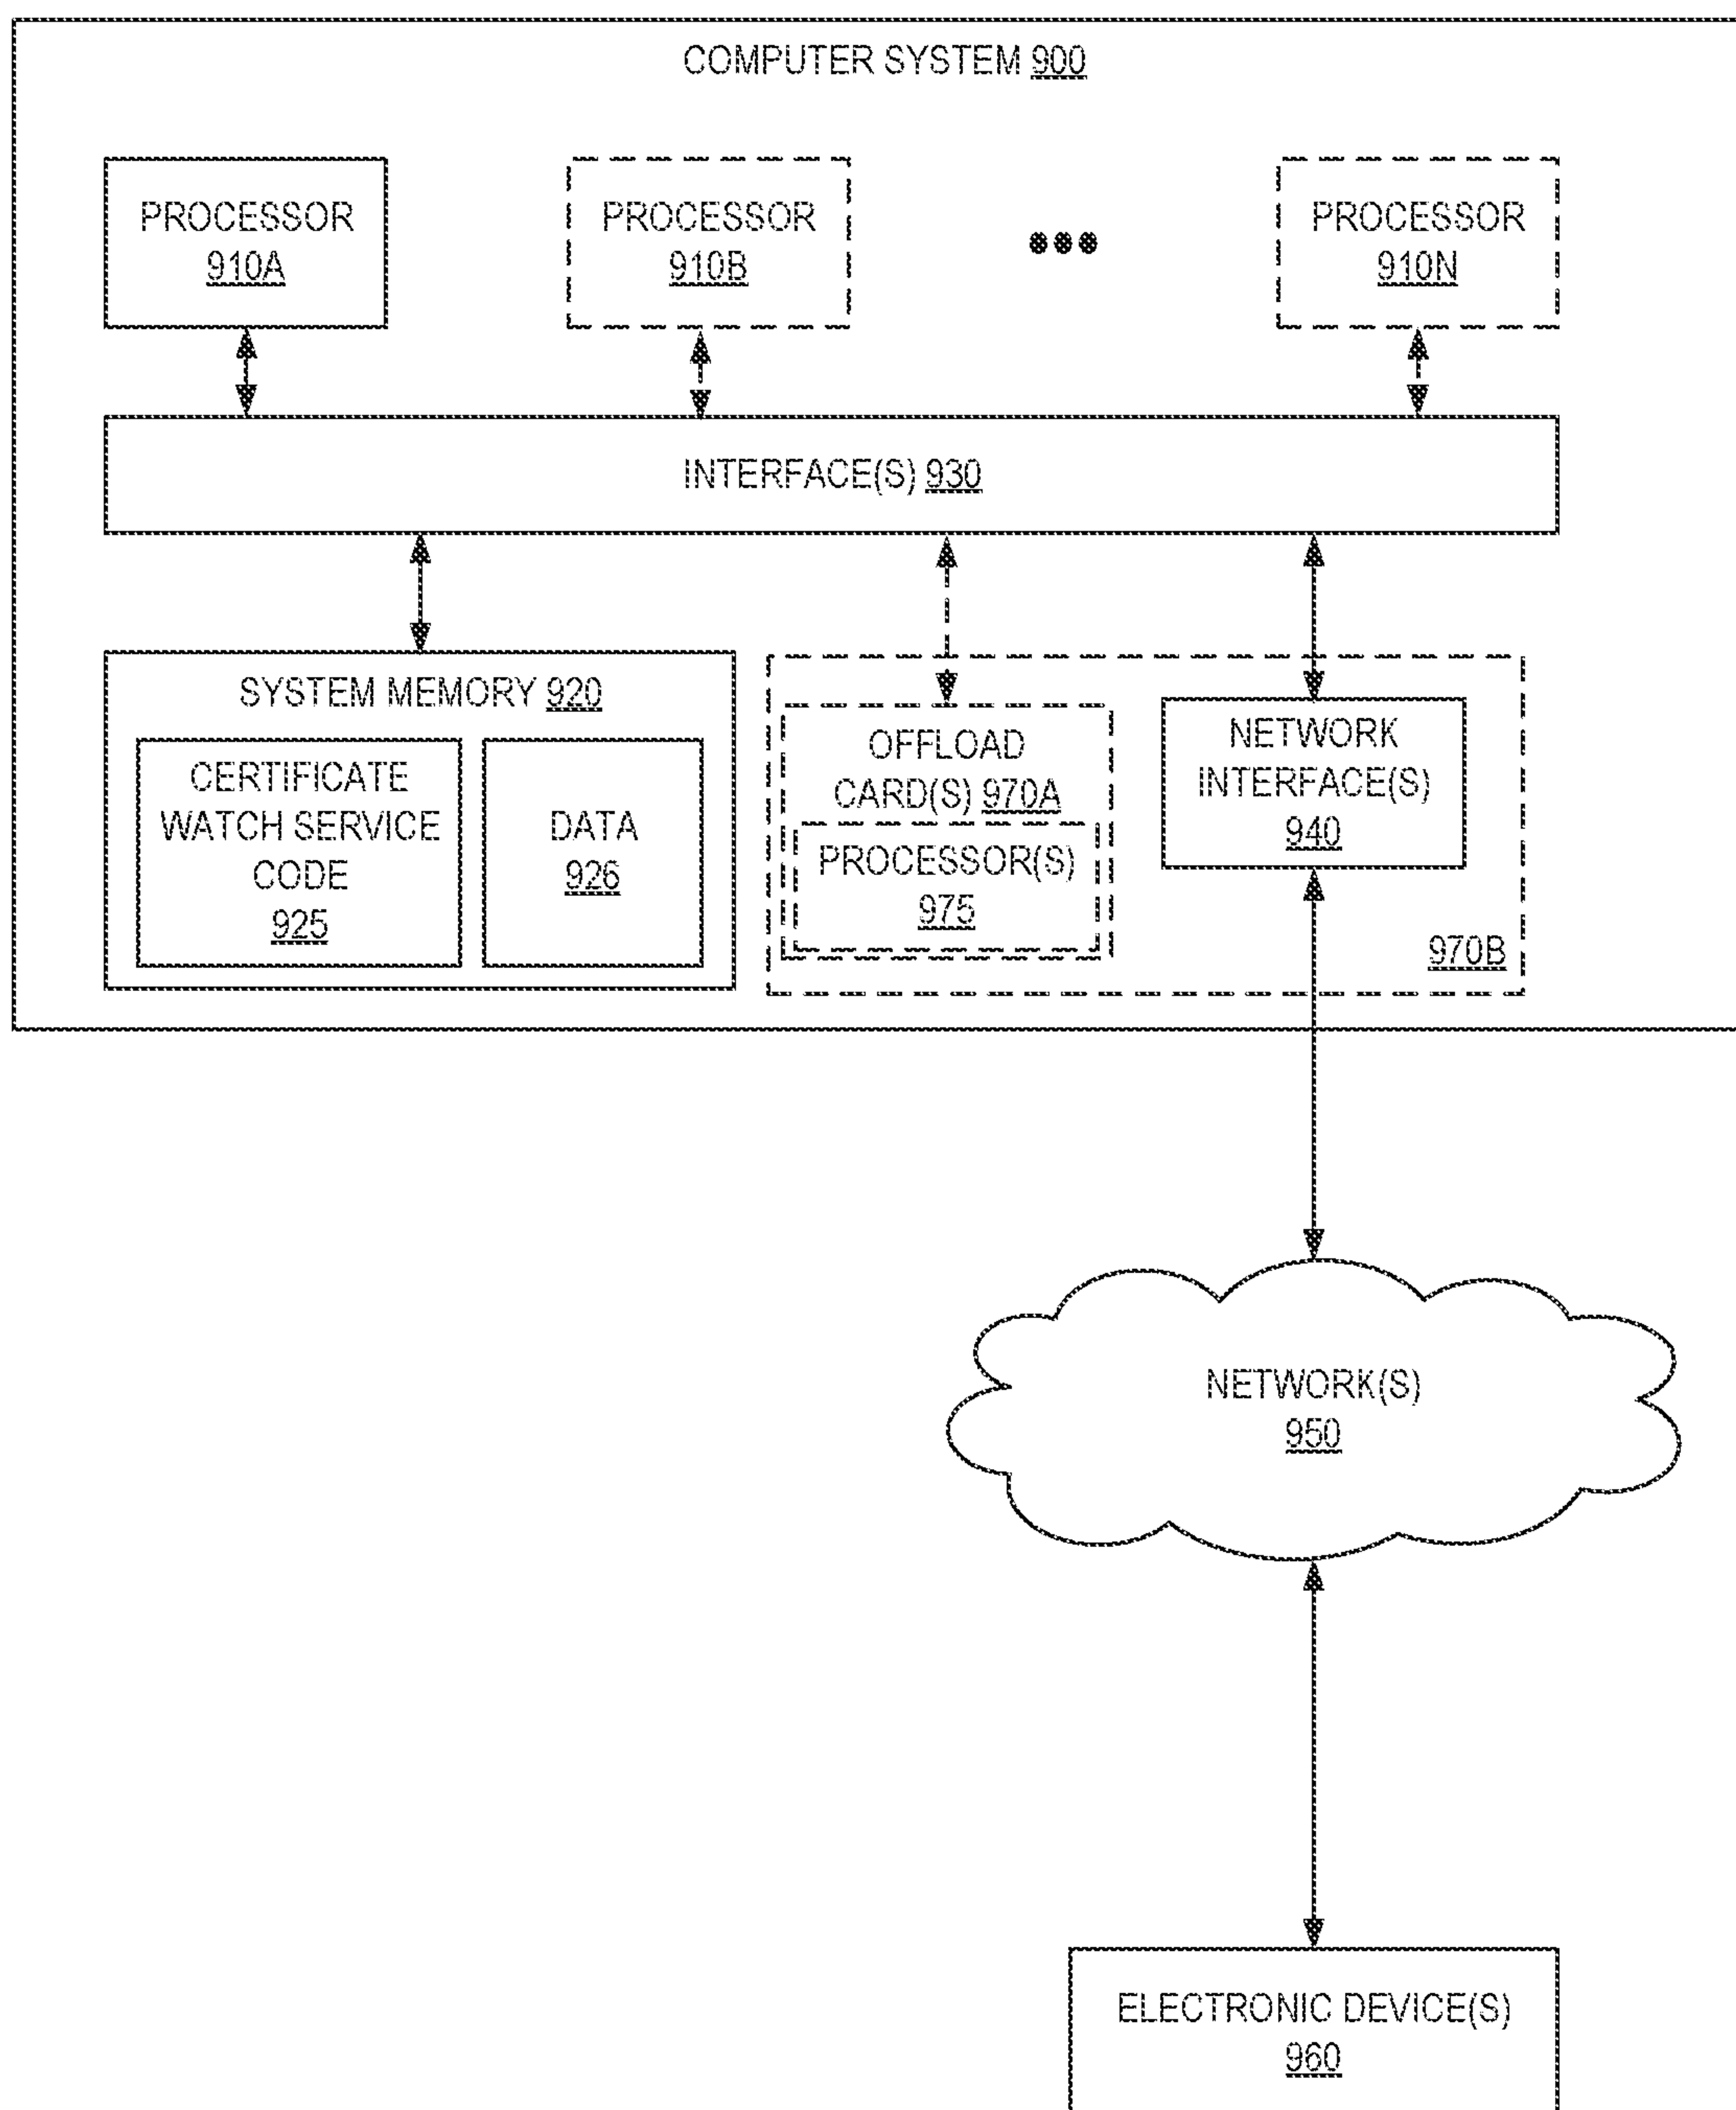 COMPUTER SYSTEM 900
PROCESSOR
910A
PROCESSOR
910B
PROCESSOR
910N
INTERFACE(S) 930
SYSTEM MEMORY 920
CERTIFICATE
WATCH SERVICE
CODE
925
DATA
926
OFFLOAD
CARD(S) 970A
PROCESSOR(S)
975
NETWORK
INTERFACE(S)
940
970B
NETWORK(S)
950
ELECTRONIC DEVICE(S)
960